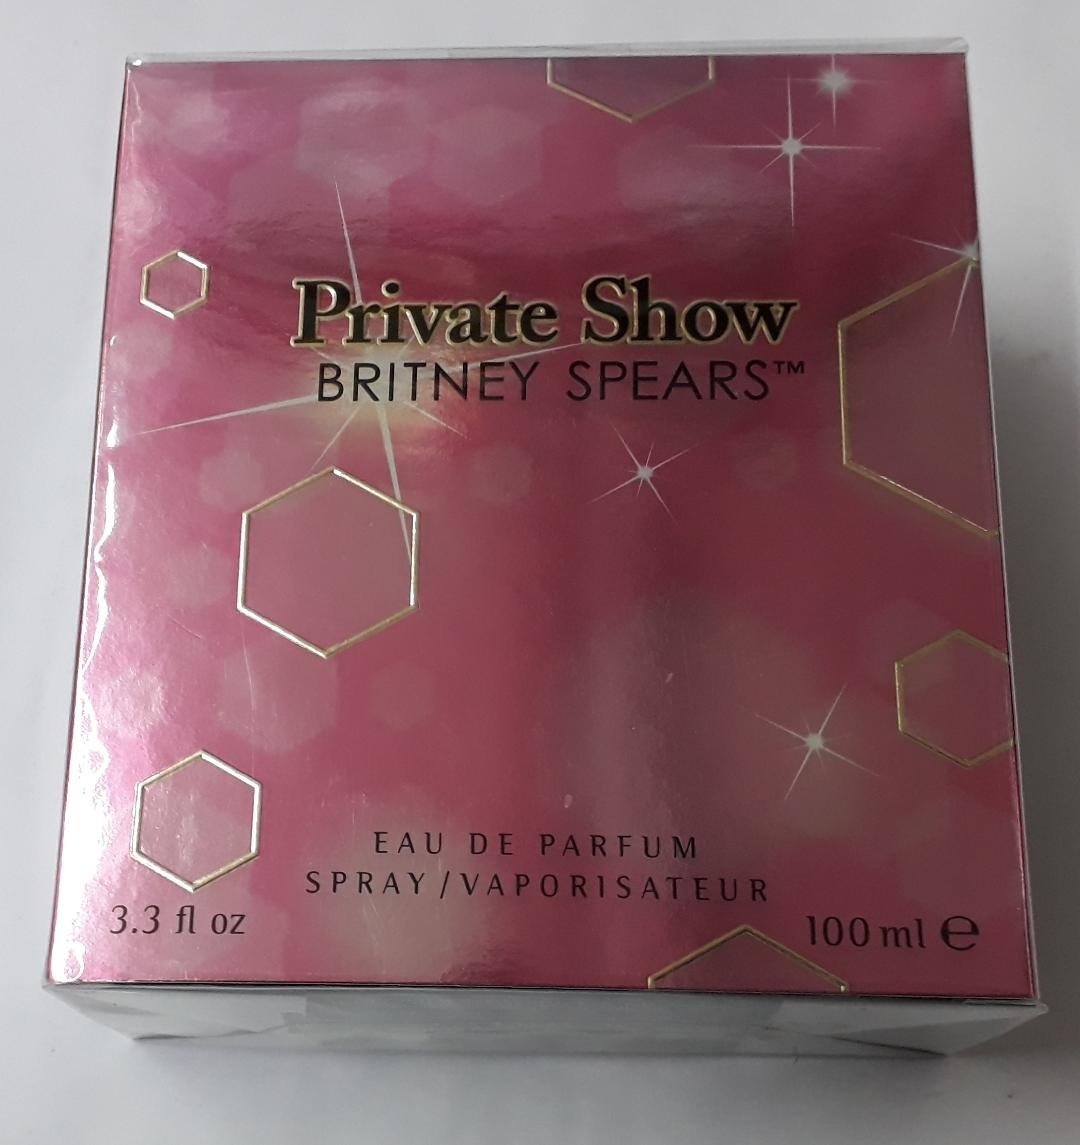 Private Show
BRITNEY SPEARS™
EAU DE PARFUM
SPRAY/VAPORISATEUR
3.3 fl oz
100 ml ℮